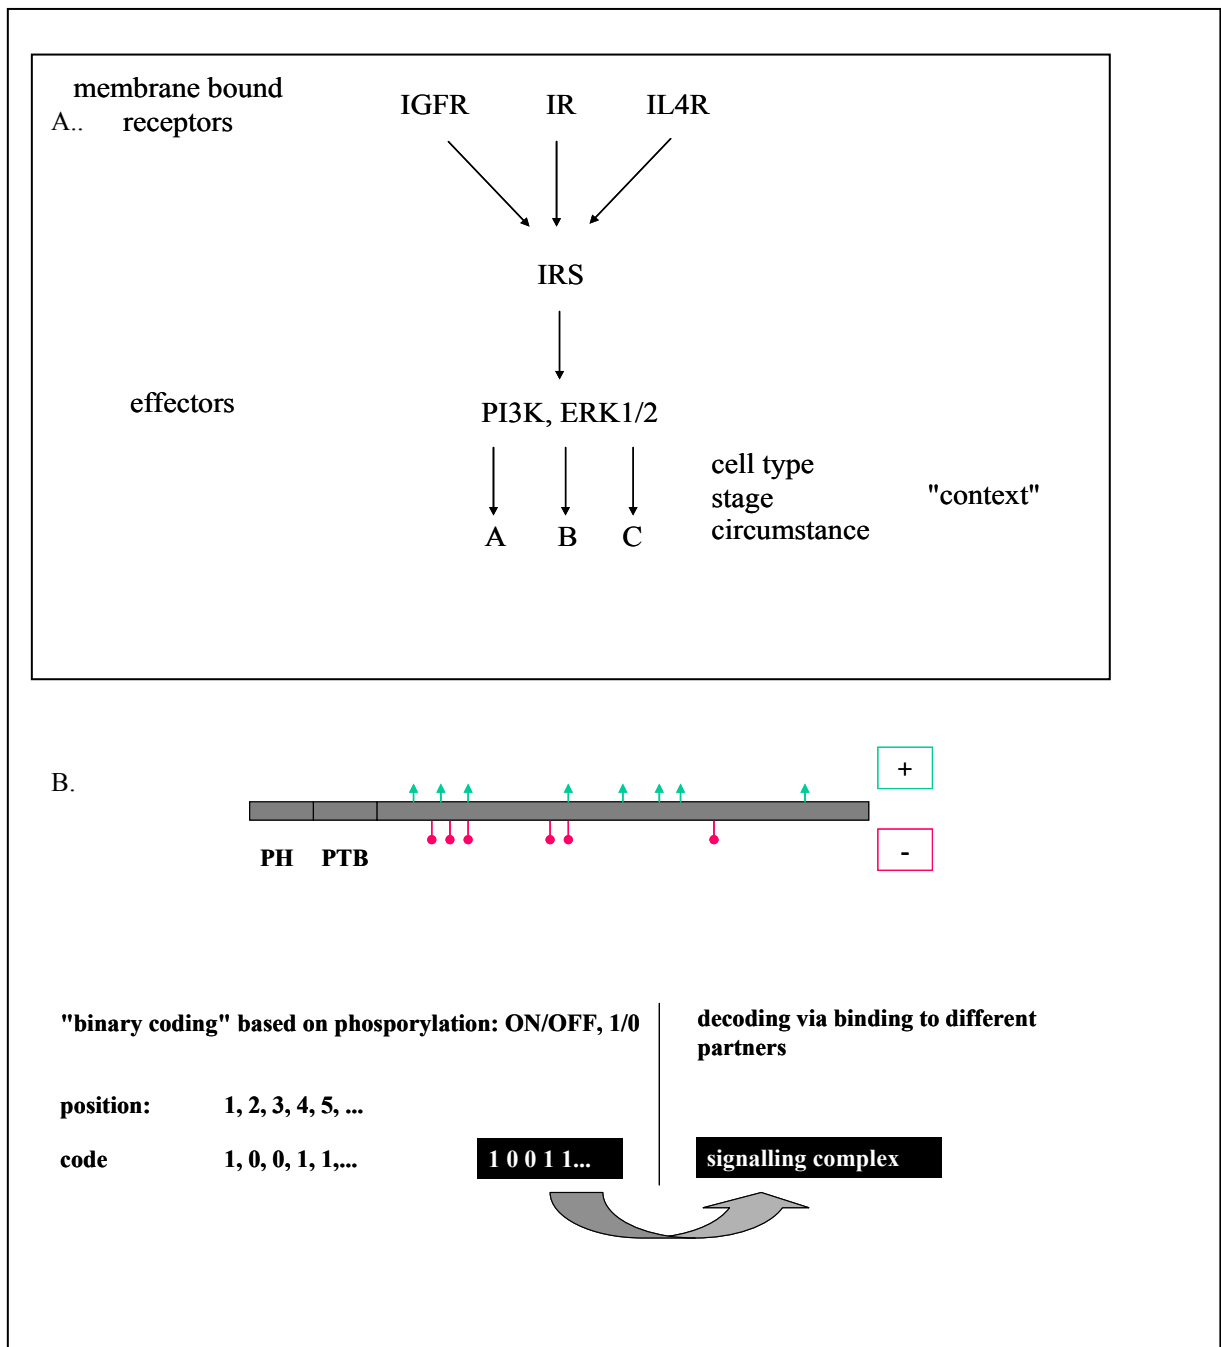 membrane bound
A.. receptors
IGFR IR IL4R
IRS
effectors
PI3K, ERK1/2
cell type
stage
circumstance
"context"
A B C
B.
+
-
PH PTB
"binary coding" based on phosporylation: ON/OFF, 1/0
decoding via binding to different
partners
position: 1, 2, 3, 4, 5, ...
code 1, 0, 0, 1, 1,...
1 0 0 1 1...
signalling complex